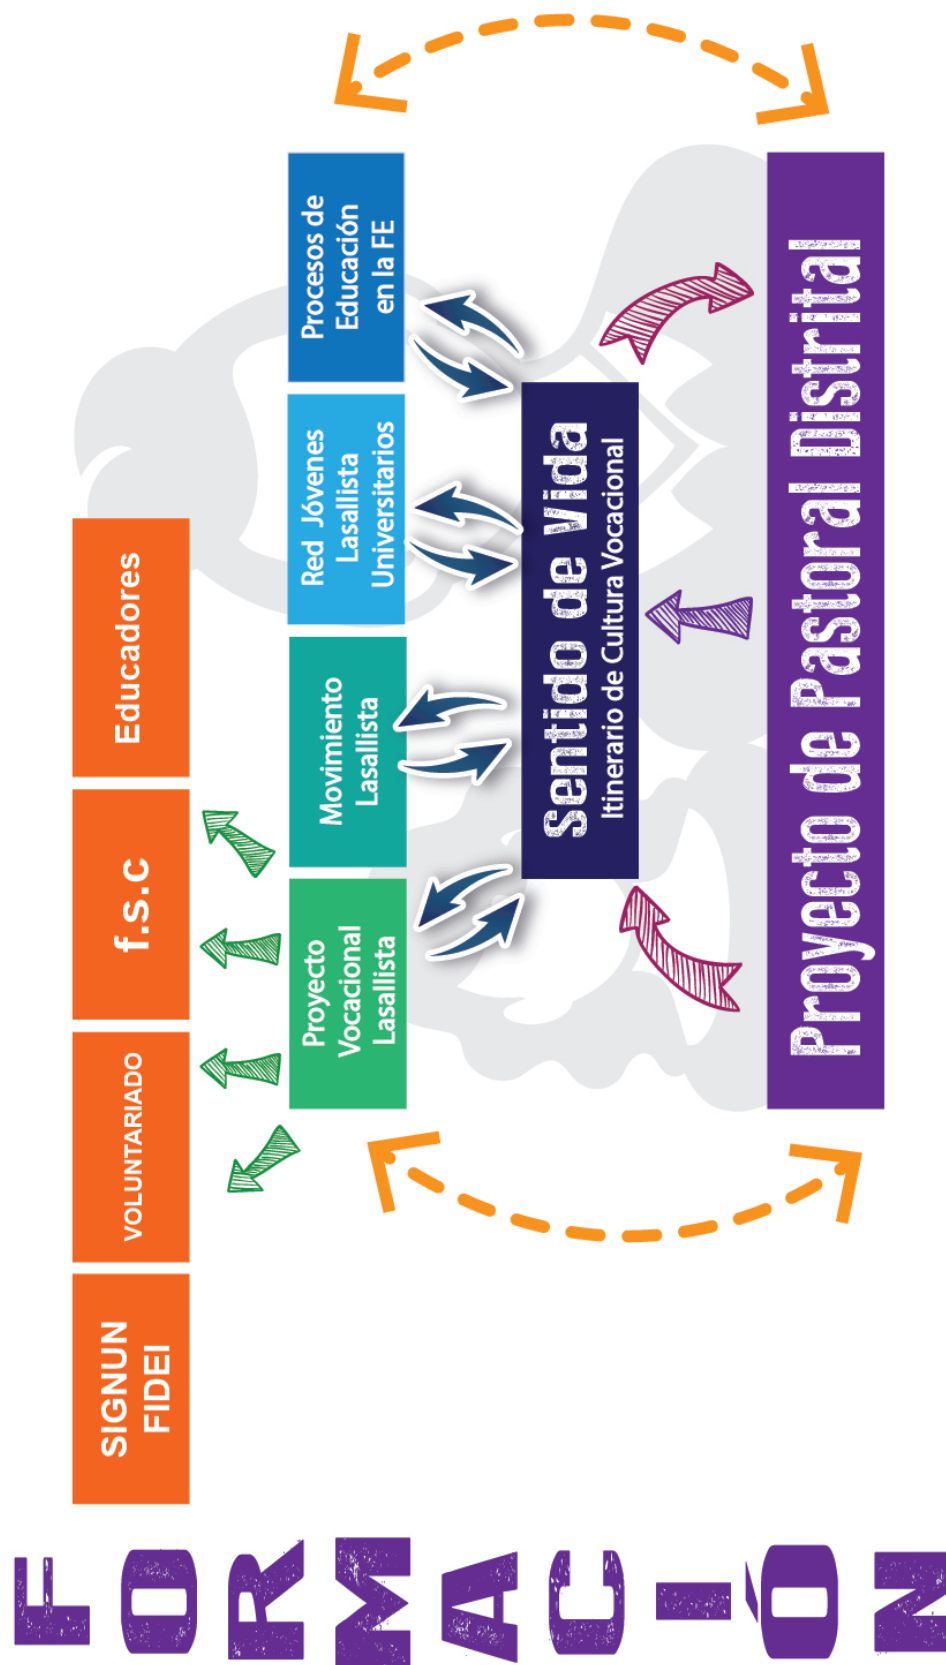 FORMACIÓN
SIGNUN
FIDEI
VOLUNTARIADO
f.s.c
Educadores
Proyecto
Vocacional
Lasallista
Movimiento
Lasallista
Red Jóvenes
Lasallista
Universitarios
Procesos de
Educación
en la FE
Sentido de Vida
Itinerario de Cultura Vocacional
Proyecto de Pastoral Distrital